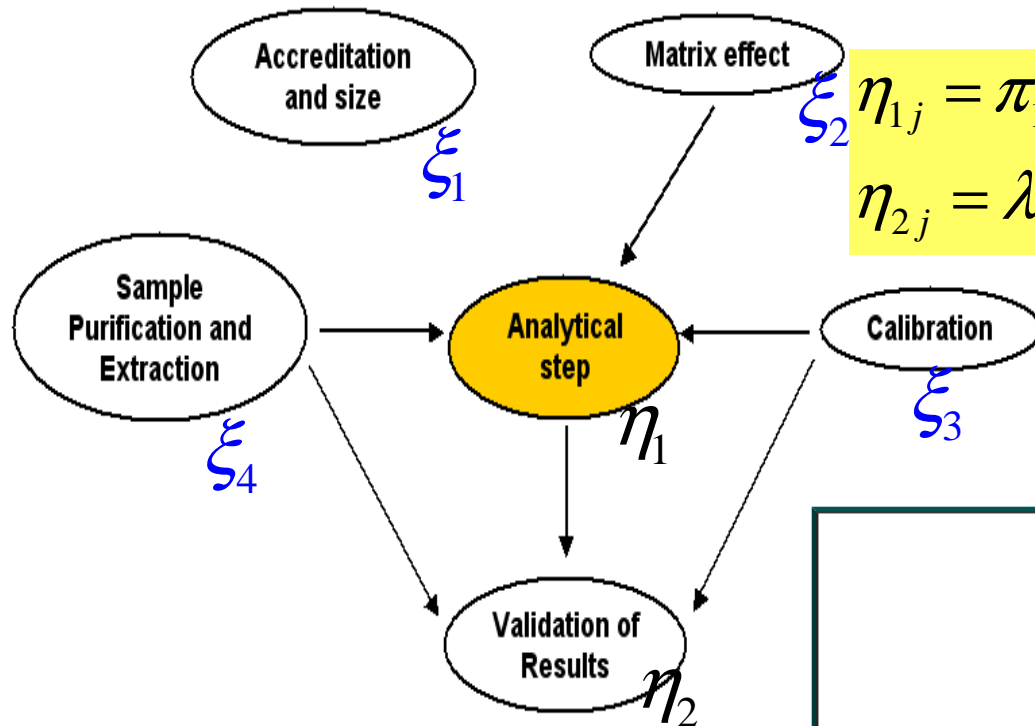 Accreditation
and size
ξ₁
Matrix effect
ξ₂
η₁ⱼ = π
η₂ⱼ = λ
Sample
Purification and
Extraction
ξ₄
Analytical
step
η₁
Calibration
ξ₃
Validation of
Results
η₂